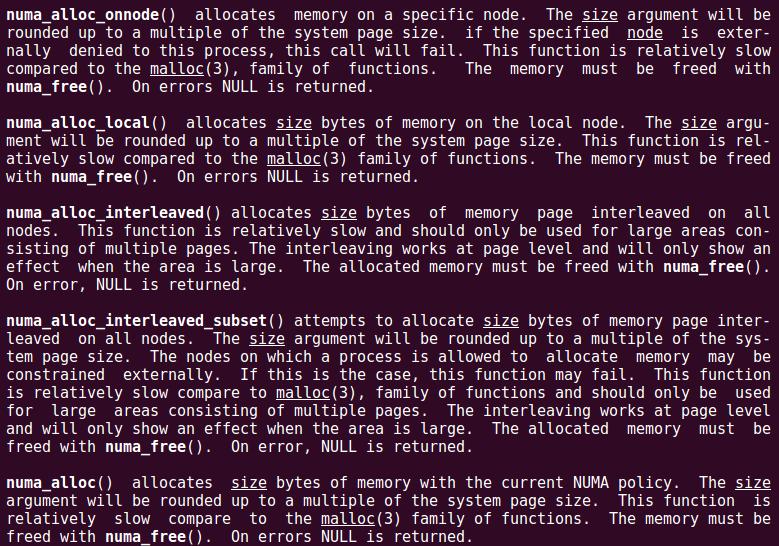 numa_alloc_onnode() allocates memory on a specific node. The size argument will be
rounded up to a multiple of the system page size. if the specified node is exter-
nally denied to this process, this call will fail. This function is relatively slow
compared to the malloc(3), family of functions. The memory must be freed with
numa_free(). On errors NULL is returned.

numa_alloc_local() allocates size bytes of memory on the local node. The size argu-
ment will be rounded up to a multiple of the system page size. This function is rel-
atively slow compared to the malloc(3) family of functions. The memory must be freed
with numa_free(). On errors NULL is returned.

numa_alloc_interleaved() allocates size bytes of memory page interleaved on all
nodes. This function is relatively slow and should only be used for large areas con-
sisting of multiple pages. The interleaving works at page level and will only show an
effect when the area is large. The allocated memory must be freed with numa_free().
On error, NULL is returned.

numa_alloc_interleaved_subset() attempts to allocate size bytes of memory page inter-
leaved on all nodes. The size argument will be rounded up to a multiple of the sys-
tem page size. The nodes on which a process is allowed to allocate memory may be
constrained externally. If this is the case, this function may fail. This function
is relatively slow compare to malloc(3), family of functions and should only be used
for large areas consisting of multiple pages. The interleaving works at page level
and will only show an effect when the area is large. The allocated memory must be
freed with numa_free(). On error, NULL is returned.

numa_alloc() allocates size bytes of memory with the current NUMA policy. The size
argument will be rounded up to a multiple of the system page size. This function is
relatively slow compare to the malloc(3) family of functions. The memory must be
freed with numa_free(). On errors NULL is returned.